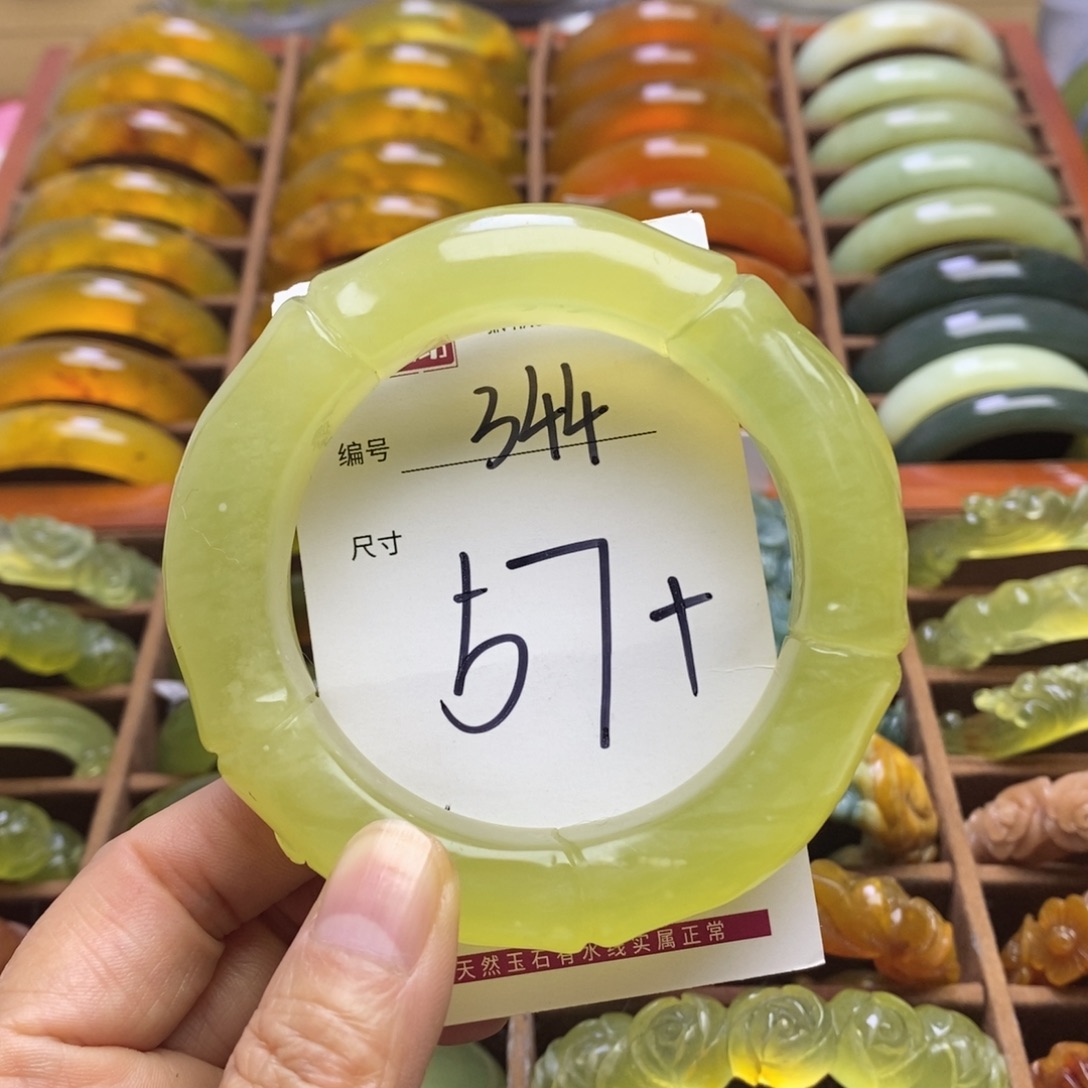 编号 344
尺寸
57+
天然玉石有水线实属正常